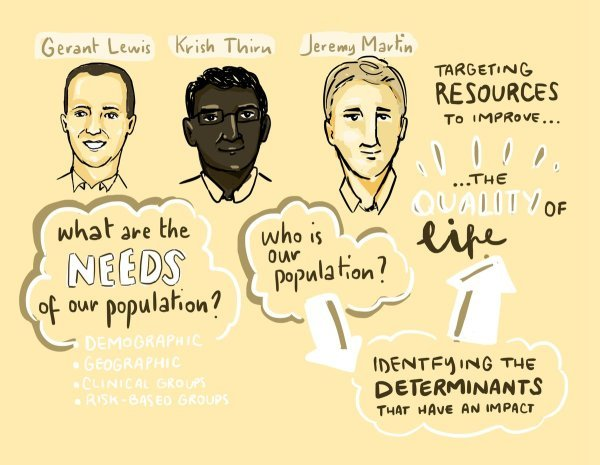 Gerant Lewis
Krish Thiru
Jeremy Martin
TARGETING
RESOURCES
TO IMPROVE...
...THE
QUALITY OF
life
What are the
NEEDS
of our population?
• DEMOGRAPHIC
• GEOGRAPHIC
• CLINICAL GROUPS
• RISK-BASED GROUPS
Who is
our
population?
IDENTFYING THE
DETERMINANTS
THAT HAVE AN IMPACT